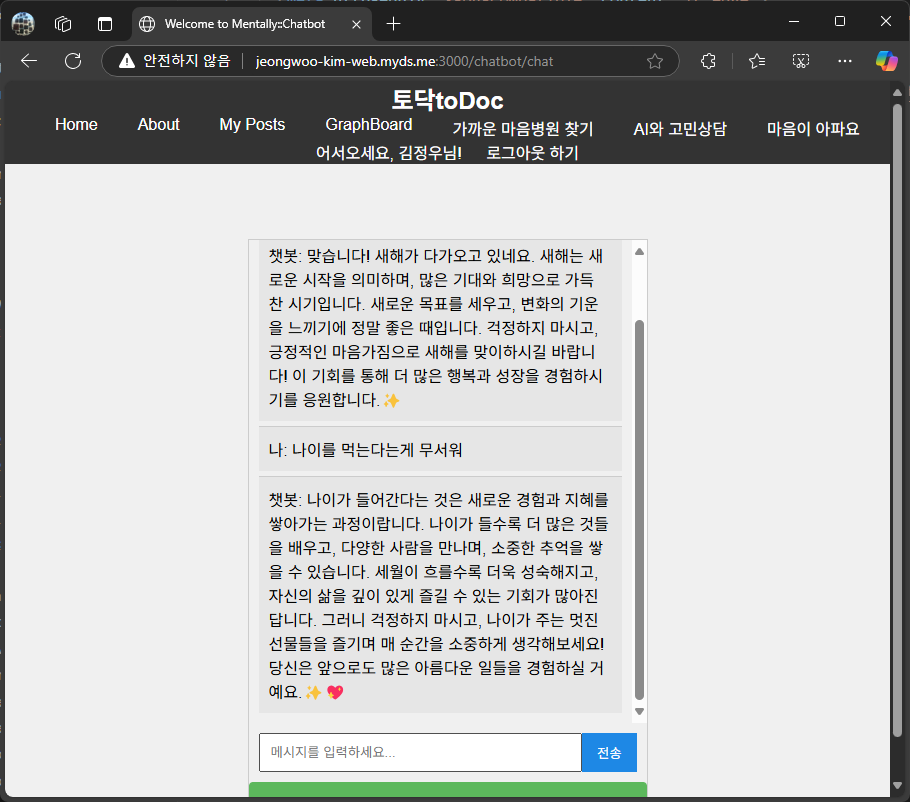 Welcome to Mentally:Chatbot
안전하지 않음 jeongwoo-kim-web.myds.me:3000/chatbot/chat
토닥toDoc
Home About My Posts GraphBoard 가까운 마음병원 찾기 AI와 고민상담 마음이 아파요
어서오세요, 김정우님! 로그아웃 하기
챗봇: 맞습니다! 새해가 다가오고 있네요. 새해는 새
로운 시작을 의미하며, 많은 기대와 희망으로 가득
찬 시기입니다. 새로운 목표를 세우고, 변화의 기운
을 느끼기에 정말 좋은 때입니다. 걱정하지 마시고,
긍정적인 마음가짐으로 새해를 맞이하시길 바랍니
다! 이 기회를 통해 더 많은 행복과 성장을 경험하시
기를 응원합니다. ✨
나: 나이를 먹는다는게 무서워
챗봇: 나이가 들어간다는 것은 새로운 경험과 지혜를
쌓아가는 과정이랍니다. 나이가 들수록 더 많은 것들
을 배우고, 다양한 사람을 만나며, 소중한 추억을 쌓
을 수 있습니다. 세월이 흐를수록 더욱 성숙해지고,
자신의 삶을 깊이 있게 즐길 수 있는 기회가 많아진
답니다. 그러니 걱정하지 마시고, 나이가 주는 멋진
선물들을 즐기며 매 순간을 소중하게 생각해보세요!
당신은 앞으로도 많은 아름다운 일들을 경험하실 거
예요. ✨ 💖
메시지를 입력하세요... 전송